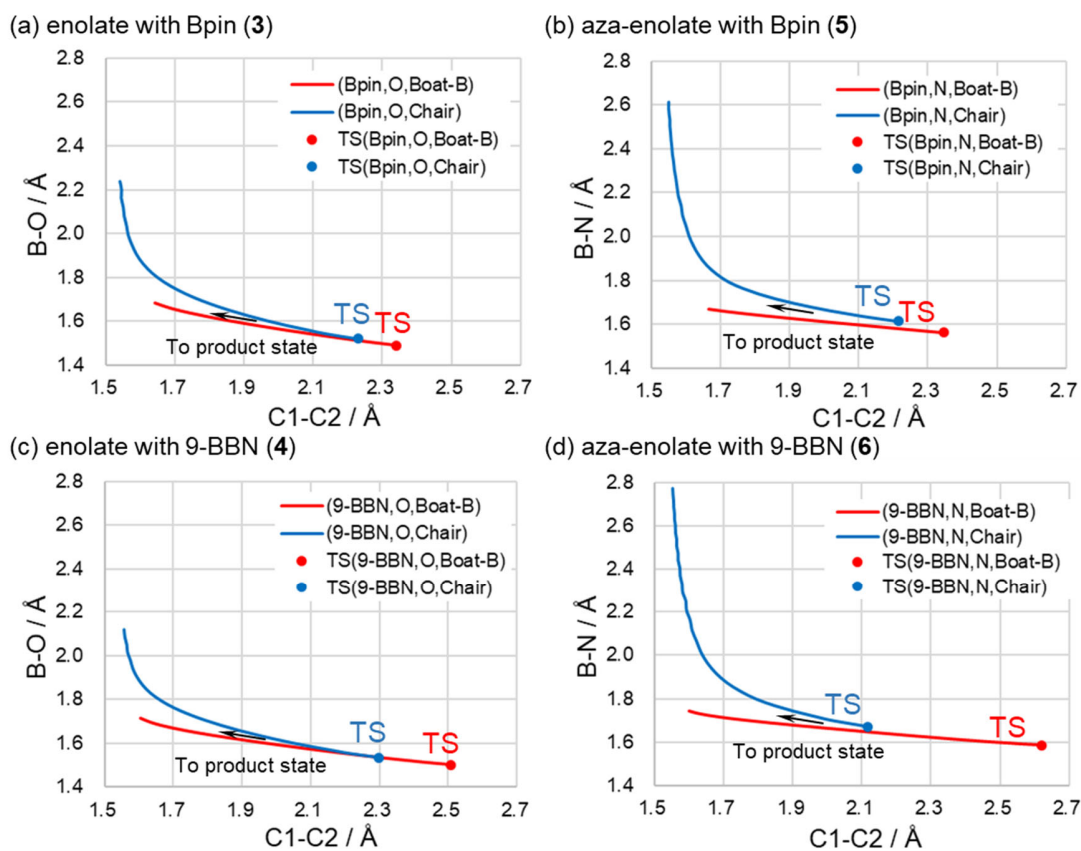 (a) enolate with Bpin (3)
2.8
2.6
2.4
2.2
2.0
1.8
1.6
1.4
B-O / Å
(Bpin,O,Boat-B)
(Bpin,O,Chair)
TS(Bpin,O,Boat-B)
TS(Bpin,O,Chair)
TS
TS
To product state
1.5 1.7 1.9 2.1 2.3 2.5 2.7
C1-C2 / Å
(b) aza-enolate with Bpin (5)
2.8
2.6
2.4
2.2
2.0
1.8
1.6
1.4
B-N / Å
(Bpin,N,Boat-B)
(Bpin,N,Chair)
TS(Bpin,N,Boat-B)
TS(Bpin,N,Chair)
TS
TS
To product state
1.5 1.7 1.9 2.1 2.3 2.5 2.7
C1-C2 / Å
(c) enolate with 9-BBN (4)
2.8
2.6
2.4
2.2
2.0
1.8
1.6
1.4
B-O / Å
(9-BBN,O,Boat-B)
(9-BBN,O,Chair)
TS(9-BBN,O,Boat-B)
TS(9-BBN,O,Chair)
TS
TS
To product state
1.5 1.7 1.9 2.1 2.3 2.5 2.7
C1-C2 / Å
(d) aza-enolate with 9-BBN (6)
2.8
2.6
2.4
2.2
2.0
1.8
1.6
1.4
B-N / Å
(9-BBN,N,Boat-B)
(9-BBN,N,Chair)
TS(9-BBN,N,Boat-B)
TS(9-BBN,N,Chair)
TS
TS
To product state
1.5 1.7 1.9 2.1 2.3 2.5 2.7
C1-C2 / Å